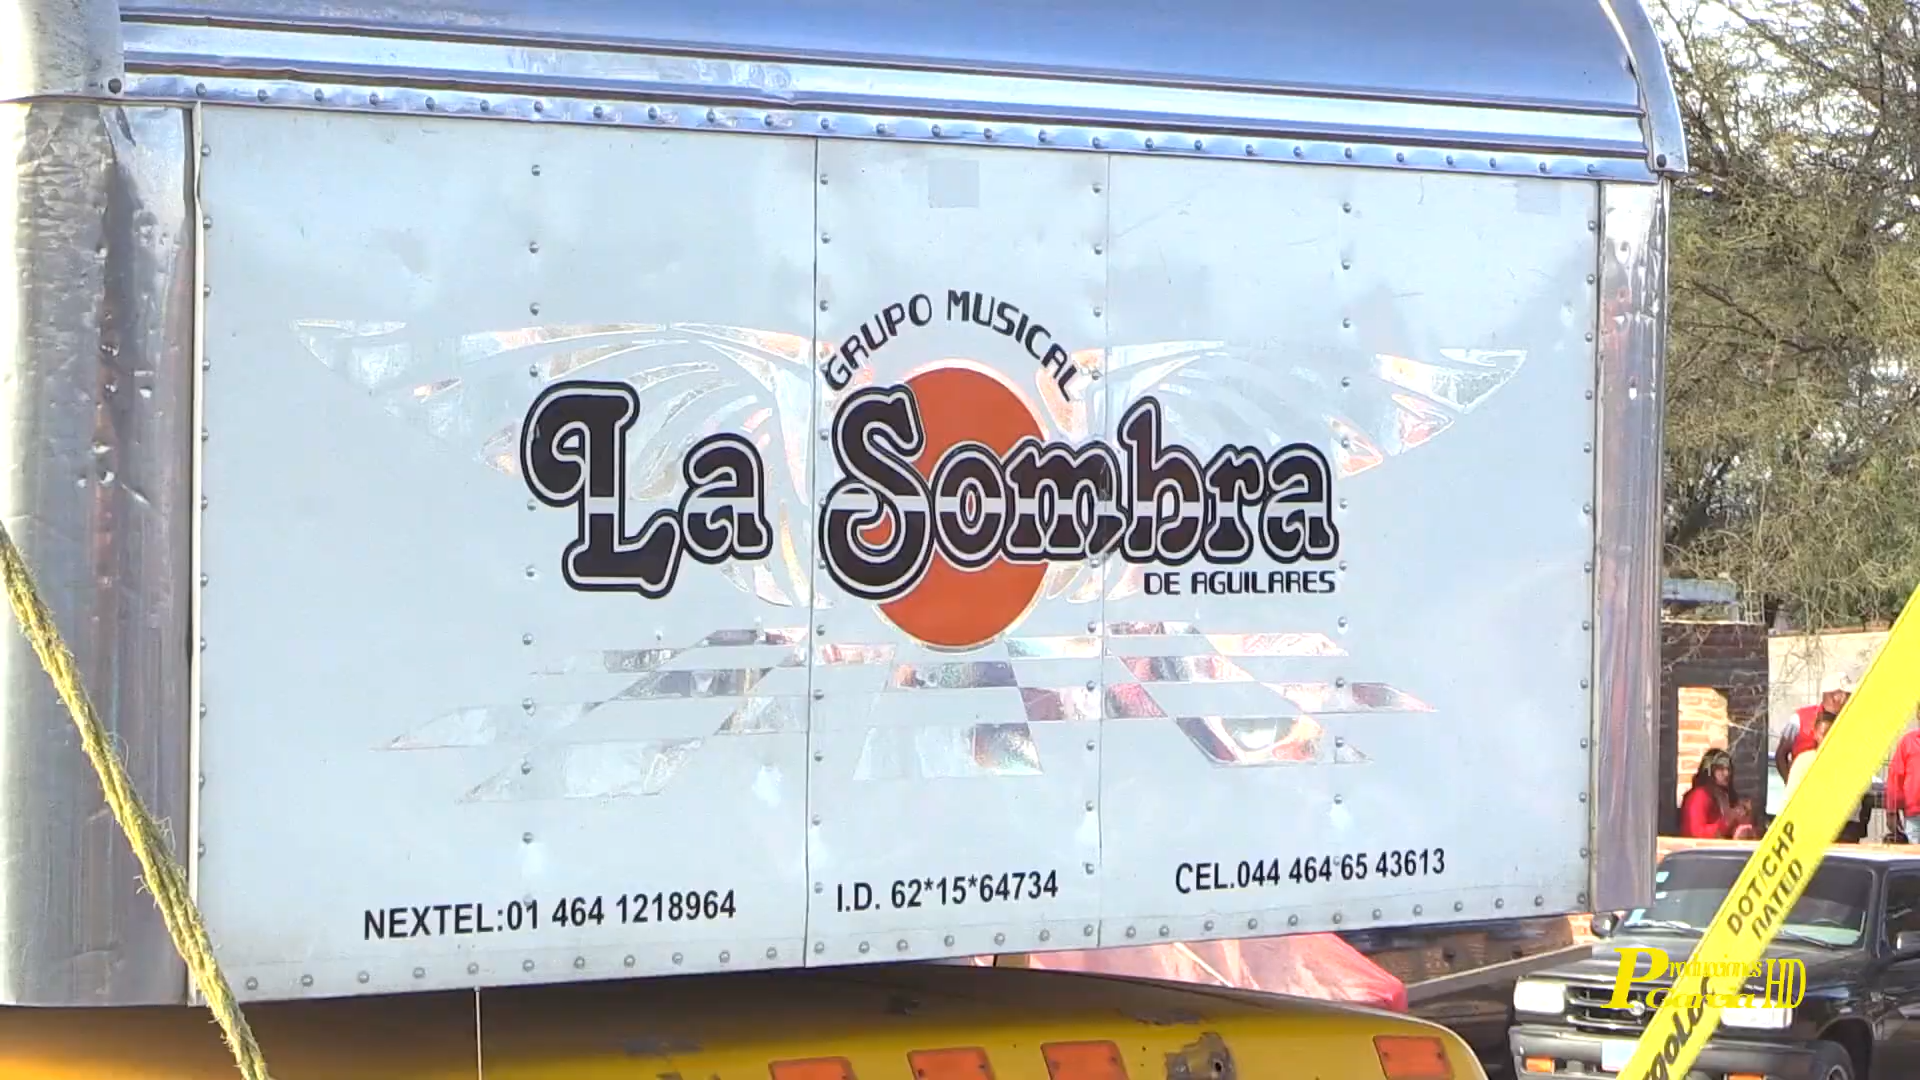 GRUPO MUSICAL
La Sombra
DE AGUILARES
NEXTEL:01 464 1218964
I.D. 62*15*64734
CEL.044 464 65 43613
DOT/CHP
RATED
Producciones
Garcia HD